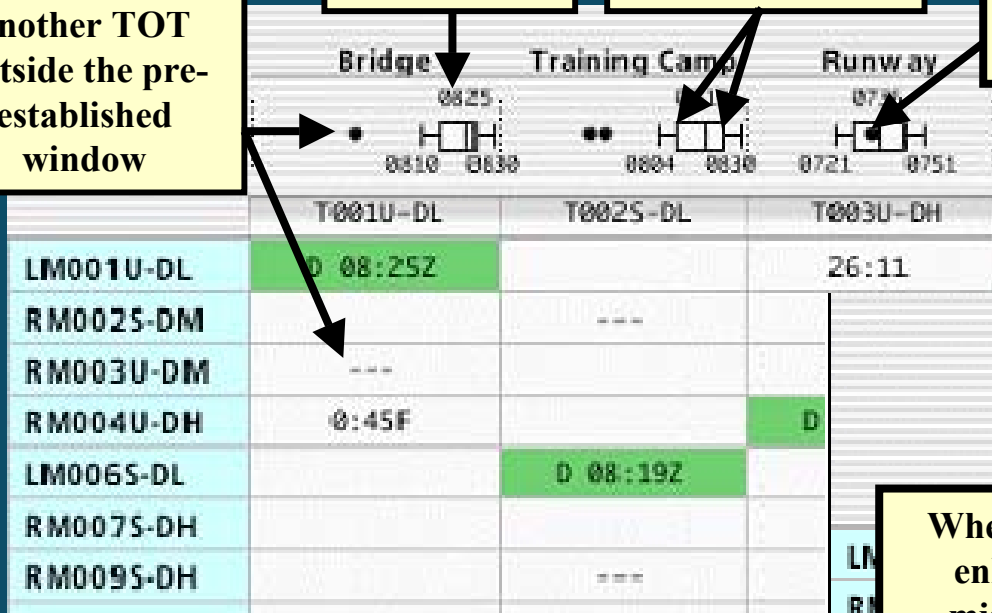 nother TOT
tside the pre-
established
window
Bridge Training Camp Runway
0825
0810 0830 0804 0830 0721 0751
T001U-DL T002S-DL T003U-DH
LM001U-DL D 08:25Z 26:11
RM002S-DM ---
RM003U-DM ---
RM004U-DH 0:45F D
LM006S-DL D 08:19Z
RM007S-DH
RM009S-DH ---
Whe
LM en
RM mi